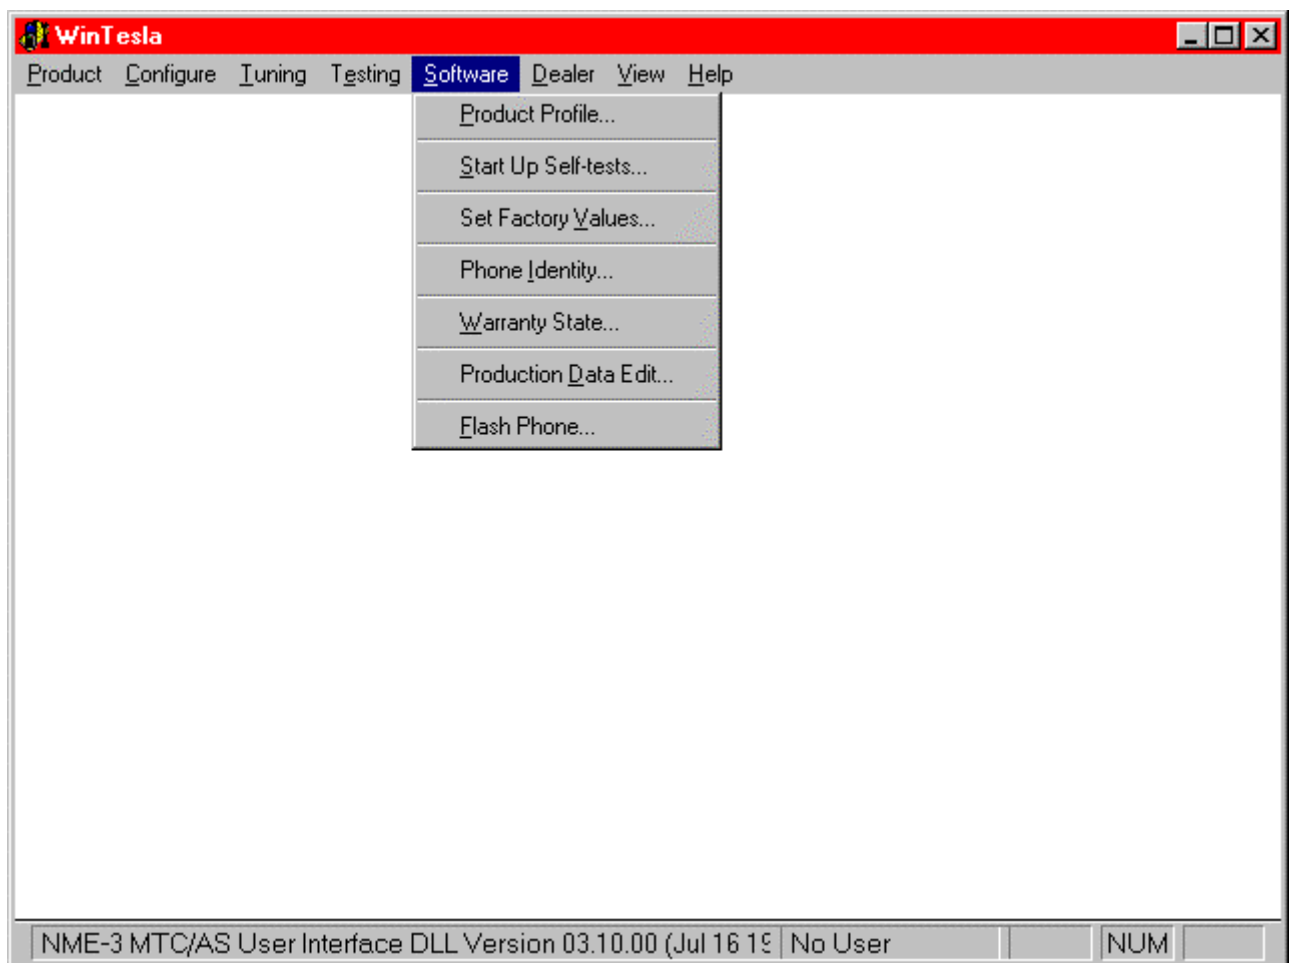 WinTesla
Product Configure Tuning Testing Software Dealer View Help
Product Profile...
Start Up Self-tests...
Set Factory Values...
Phone Identity...
Warranty State...
Production Data Edit...
Flash Phone...
NME-3 MTC/AS User Interface DLL Version 03.10.00 (Jul 16 19 No User NUM